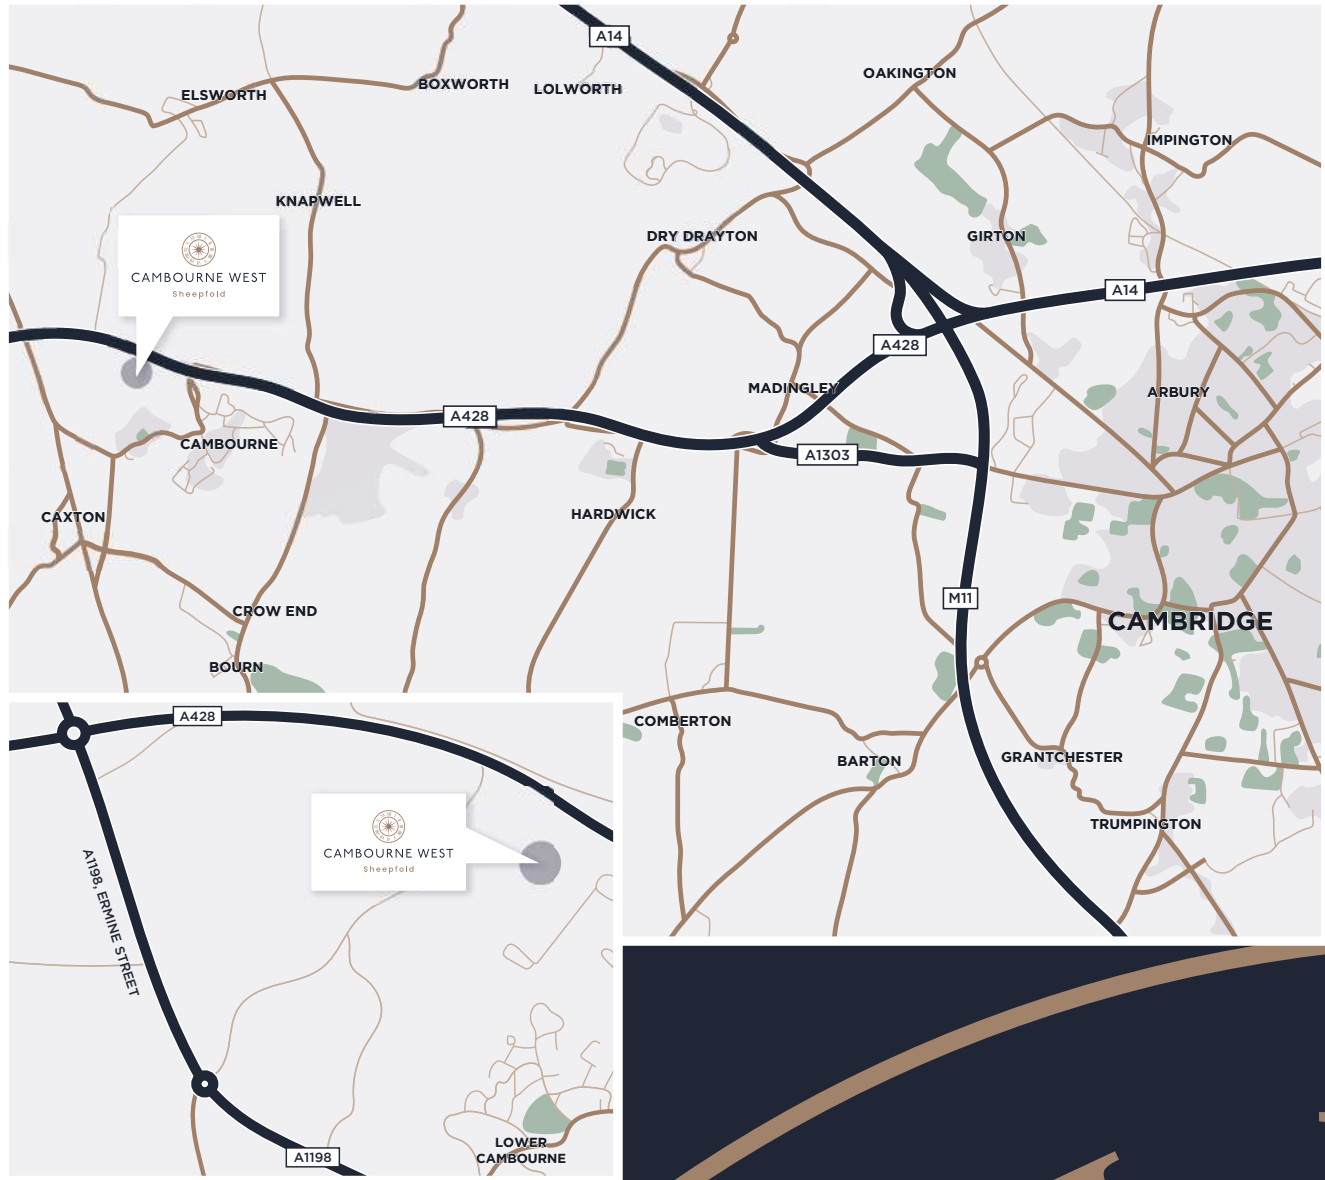 A14
OAKINGTON
ELSWORTH
BOXWORTH
LOLWORTH
IMPINGTON
KNAPWELL
DRY DRAYTON
GIRTON
CAMBOURNE WEST
Sheepfold
A14
A428
MADINGLEY
ARBURY
A428
CAMBOURNE
A1303
CAXTON
HARDWICK
M11
CROW END
CAMBRIDGE
BOURN
COMBERTON
BARTON
GRANTCHESTER
TRUMPINGTON
A428
CAMBOURNE WEST
Sheepfold
A1198, ERMINE STREET
A1198
LOWER
CAMBOURNE